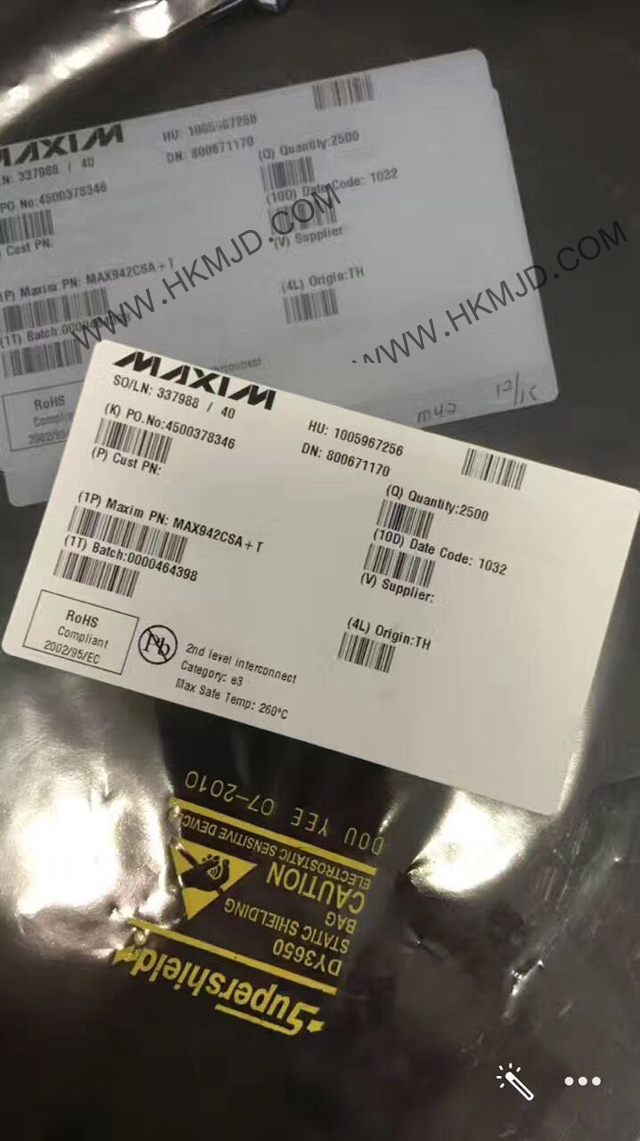 MAXIM
LN: 337988 / 40
PO No:4500378346
Cust PN:
1P) Maxim PN: MAX942CSA+T
(1T) Batch:
HU: 1005967256
DN: 800671170
(Q) Quantity:2500
(10D) Date Code: 1032
(V) Supplier
(4L) Origin:TH
RoHS
Compliant
2002/95/EC
interconnect
WWW.HKMJD.COM
WWW.HKMJD.COM
MAXIM
SO/LN: 337988 / 40
(K) PO.No:4500378346
(P) Cust PN:
(1P) Maxim PN: MAX942CSA+T
(1T) Batch:0000464398
HU: 1005967256
DN: 800671170
(Q) Quantity:2500
(10D) Date Code: 1032
(V) Supplier:
(4L) Origin:TH
RoHS
Compliant
2002/95/EC
Pb
2nd level interconnect
Category: e3
Max Safe Temp: 260°C
Supershield
DY3650
STATIC SHIELDING
BAG
CAUTION
ELECTROSTATIC SENSITIVE DEVICE
DOU YEE 07-2010